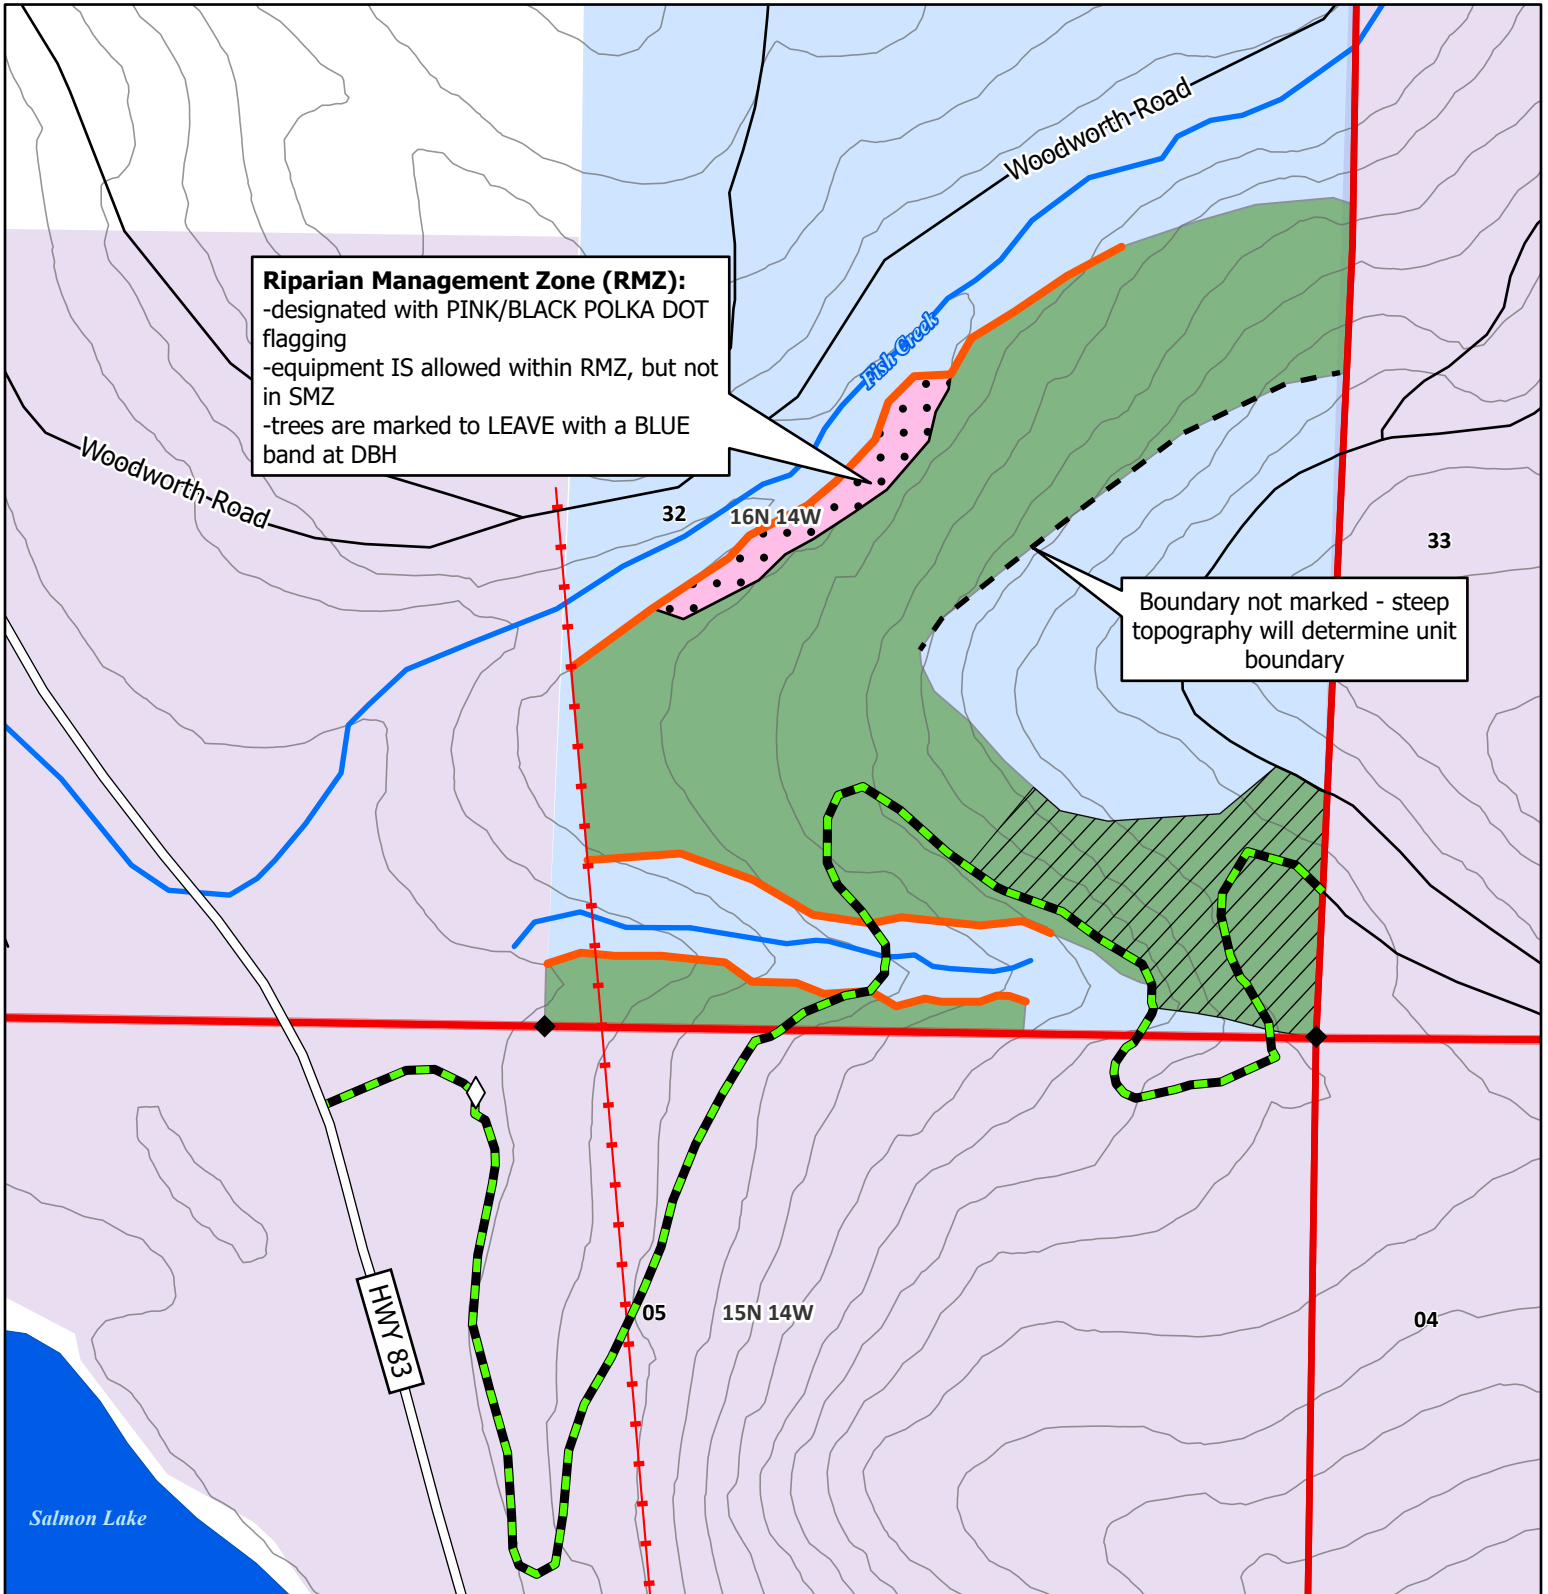 Woodworth-Road
Riparian Management Zone (RMZ):
-designated with PINK/BLACK POLKA DOT
flagging
-equipment IS allowed within RMZ, but not
in SMZ
-trees are marked to LEAVE with a BLUE
band at DBH
Fish Creek
Woodworth-Road
32
16N 14W
33
Boundary not marked - steep
topography will determine unit
boundary
HWY 83
05
15N 14W
04
Salmon Lake